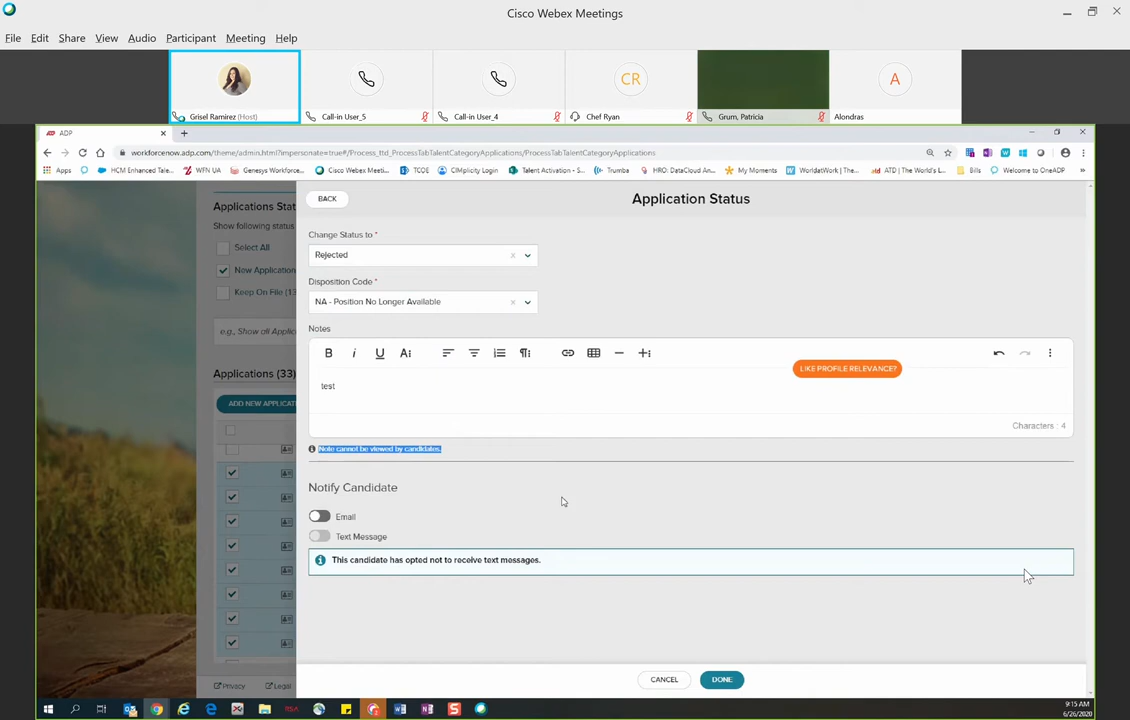 Cisco Webex Meetings
File Edit Share View Audio Participant Meeting Help
CR
A
Grisel Ramirez (Host)
Call-in User_5
Call-in User_4
Chef Ryan
Grum, Patricia
Alondras
ADP
workforcenow.adp.com/theme/admin.html?impersonate=true#/Process_ttd_ProcessTabTalentCategoryApplications/ProcessTabTalentCategoryApplications
Apps HCM Enhanced Tale... WFN UA Genesys Workforce... Cisco Webex Meeti... TCOE CIMplicity Login Talent Activation - S... Trumba HRO: DataCloud An... My Moments WorldatWork | The... ATD | The World's L... Bills Welcome to OneADP »
Applications Stat
Show following status
Select All
New Application
Keep On File (13
e.g., Show all Applic
Applications (33)
ADD NEW APPLICAT
Privacy Legal
BACK
Application Status
Change Status to *
Rejected
Disposition Code *
NA - Position No Longer Available
Notes
B i U A
LIKE PROFILE RELEVANCE?
test
Characters : 4
Note cannot be viewed by candidates.
Notify Candidate
Email
Text Message
This candidate has opted not to receive text messages.
CANCEL DONE
9:15 AM
6/26/2020